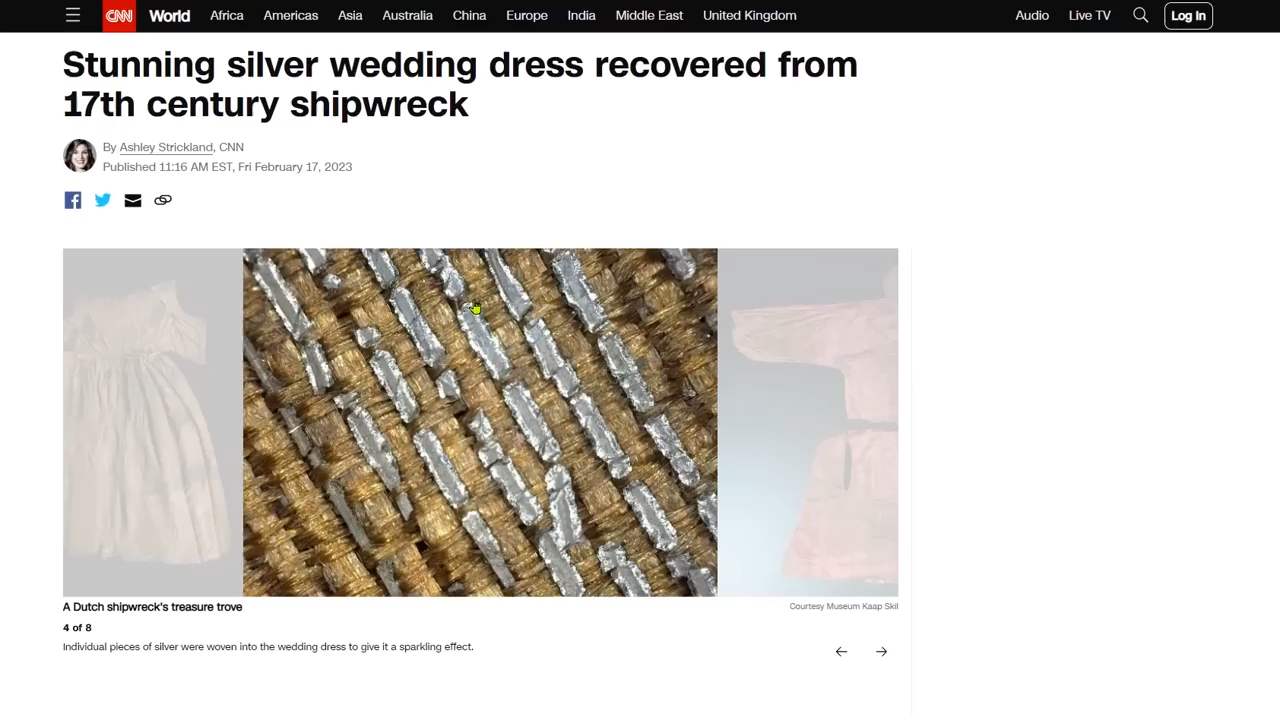 CNN World Africa Americas Asia Australia China Europe India Middle East United Kingdom Audio Live TV Log In
Stunning silver wedding dress recovered from
17th century shipwreck
By Ashley Strickland, CNN
Published 11:16 AM EST, Fri February 17, 2023
A Dutch shipwreck's treasure trove
Courtesy Museum Kaap Skil
4 of 8
Individual pieces of silver were woven into the wedding dress to give it a sparkling effect.